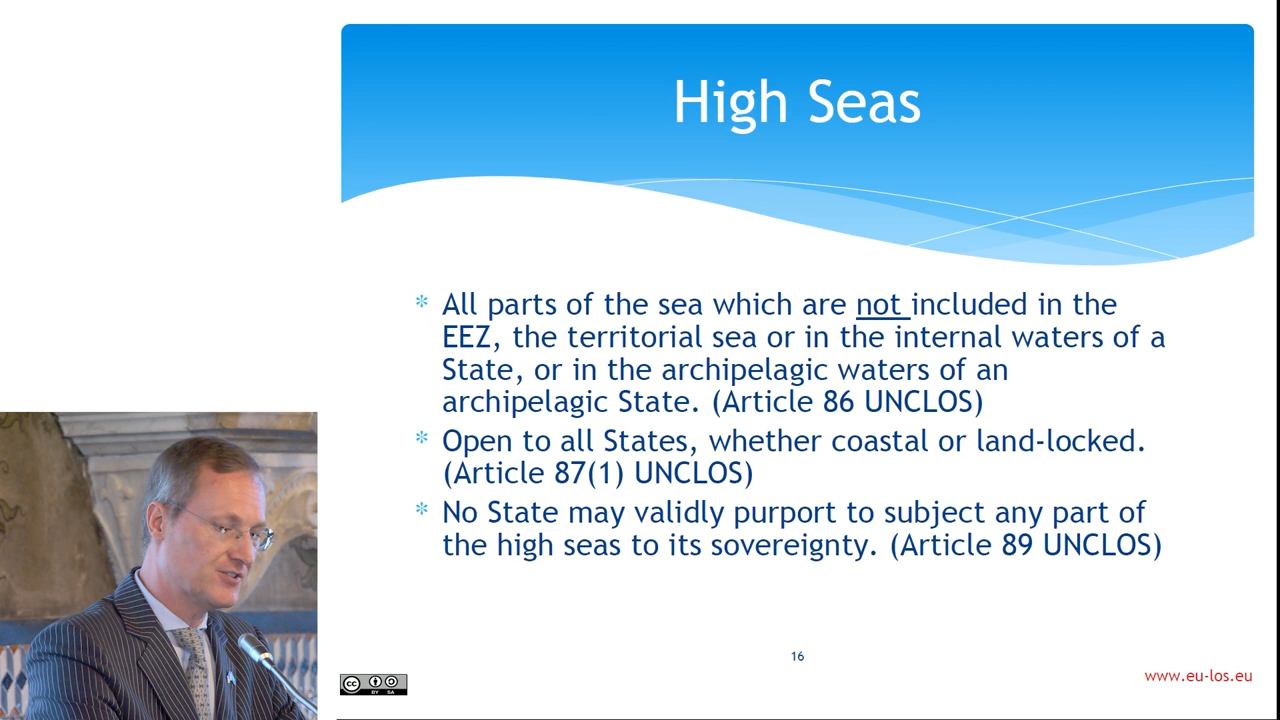 High Seas
* All parts of the sea which are not included in the
EEZ, the territorial sea or in the internal waters of a
State, or in the archipelagic waters of an
archipelagic State. (Article 86 UNCLOS)
* Open to all States, whether coastal or land-locked.
(Article 87(1) UNCLOS)
* No State may validly purport to subject any part of
the high seas to its sovereignty. (Article 89 UNCLOS)
16
cc BY SA
www.eu-los.eu